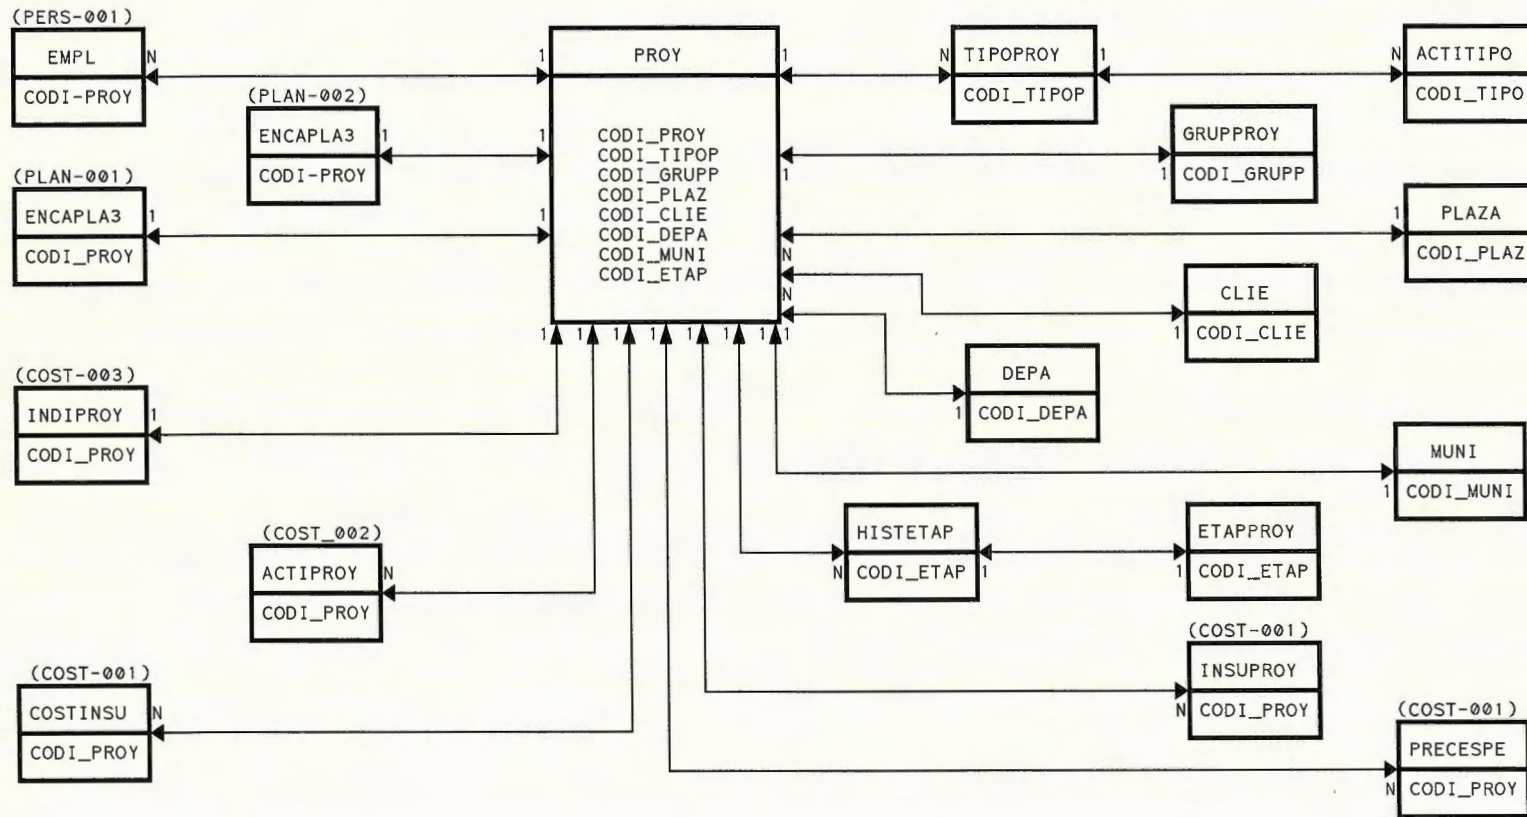 (PERS-001)
EMPL N
CODI-PROY
(PLAN-002)
ENCAPLA3 1
CODI-PROY
(PLAN-001)
ENCAPLA3 1
CODI_PROY
(COST-003)
INDIPROY 1
CODI_PROY
(COST_002)
ACTIPROY N
CODI_PROY
(COST-001)
COSTINSU N
CODI_PROY
1 PROY 1
1
1
CODI_PROY
CODI_TIPOP
CODI_GRUPP 1
CODI_PLAZ
CODI_CLIE
CODI_DEPA
CODI_MUNI N
CODI_ETAP
N
1 1 1 1 1 1 1 1
N TIPOPROY 1
CODI_TIPOP
N ACTITIPO
CODI_TIPO
GRUPPROY
1 CODI_GRUPP
1 PLAZA
CODI_PLAZ
CLIE
1 CODI_CLIE
DEPA
1 CODI_DEPA
MUNI
1 CODI_MUNI
HISTETAP
N CODI_ETAP 1
ETAPPROY
1 CODI_ETAP
(COST-001)
INSUPROY
N CODI_PROY
(COST-001)
PRECESPE
N CODI_PROY